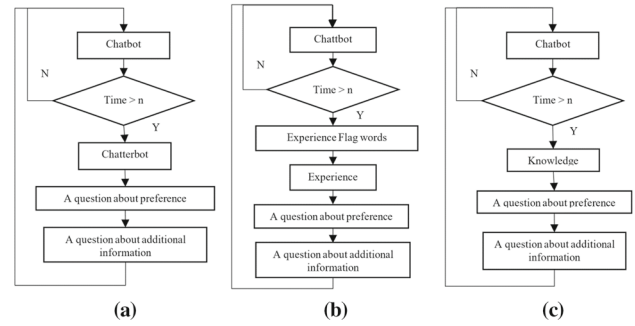 Chatbot
N
Time > n
Y
Chatterbot
A question about preference
A question about additional
information
(a)
Chattbot
N
Time > n
Y
Experience Flag words
Experience
A question about preference
A question about additional
information
(b)
Chatbot
N
Time > n
Y
Knowledge
A question about preference
A question about additional
information
(c)